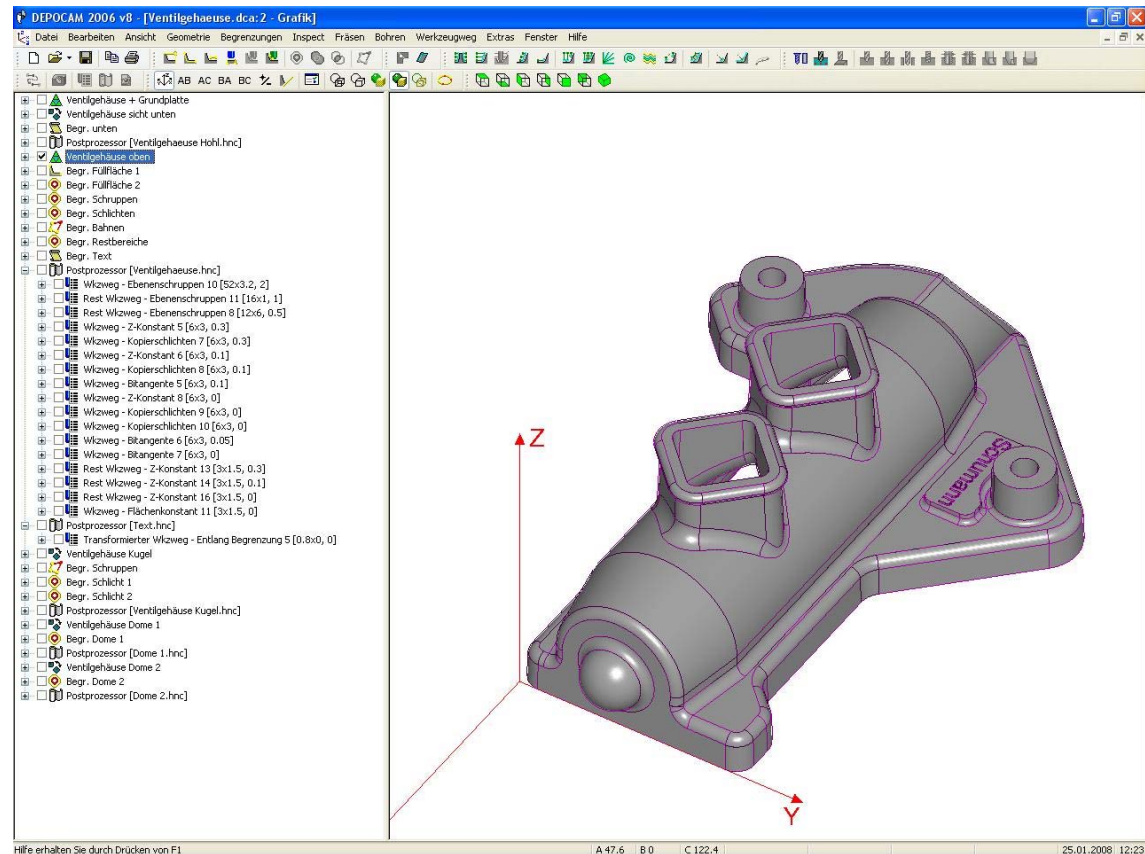 DEPOCAM 2006 v8 - [Ventilgehaeuse.dca:2 - Grafik]
Datei Bearbeiten Ansicht Geometrie Begrenzungen Inspect Fräsen Bohren Werkzeugweg Extras Fenster Hilfe
AB AC BA BC
Ventilgehäuse + Grundplatte
Ventilgehäuse sicht unten
Begr. unten
Postprozessor [Ventilgehaeuse Hohl.hnc]
Ventilgehäuse oben
Begr. Füllfläche 1
Begr. Füllfläche 2
Begr. Schruppen
Begr. Schlichten
Begr. Bahnen
Begr. Restbereiche
Begr. Text
Postprozessor [Ventilgehaeuse.hnc]
Wkzweg - Ebenenschruppen 10 [52x3.2, 2]
Rest Wkzweg - Ebenenschruppen 11 [16x1, 1]
Rest Wkzweg - Ebenenschruppen 8 [12x6, 0.5]
Wkzweg - Z-Konstant 5 [6x3, 0.3]
Wkzweg - Kopierschlichten 7 [6x3, 0.3]
Wkzweg - Z-Konstant 6 [6x3, 0.1]
Wkzweg - Kopierschlichten 8 [6x3, 0.1]
Wkzweg - Bitangente 5 [6x3, 0.1]
Wkzweg - Z-Konstant 8 [6x3, 0]
Wkzweg - Kopierschlichten 9 [6x3, 0]
Wkzweg - Kopierschlichten 10 [6x3, 0]
Wkzweg - Bitangente 6 [6x3, 0.05]
Wkzweg - Bitangente 7 [6x3, 0]
Rest Wkzweg - Z-Konstant 13 [3x1.5, 0.3]
Rest Wkzweg - Z-Konstant 14 [3x1.5, 0.1]
Rest Wkzweg - Z-Konstant 16 [3x1.5, 0]
Wkzweg - Flächenkonstant 11 [3x1.5, 0]
Postprozessor [Text.hnc]
Transformierter Wkzweg - Entlang Begrenzung 5 [0.8x0, 0]
Ventilgehäuse Kugel
Begr. Schruppen
Begr. Schlicht 1
Begr. Schlicht 2
Postprozessor [Ventilgehäuse Kugel.hnc]
Ventilgehäuse Dome 1
Begr. Dome 1
Postprozessor [Dome 1.hnc]
Ventilgehäuse Dome 2
Begr. Dome 2
Postprozessor [Dome 2.hnc]
Z
Schumann
Y
Hilfe erhalten Sie durch Drücken von F1
A 47.6 B 0 C 122.4
25.01.2008 12:23